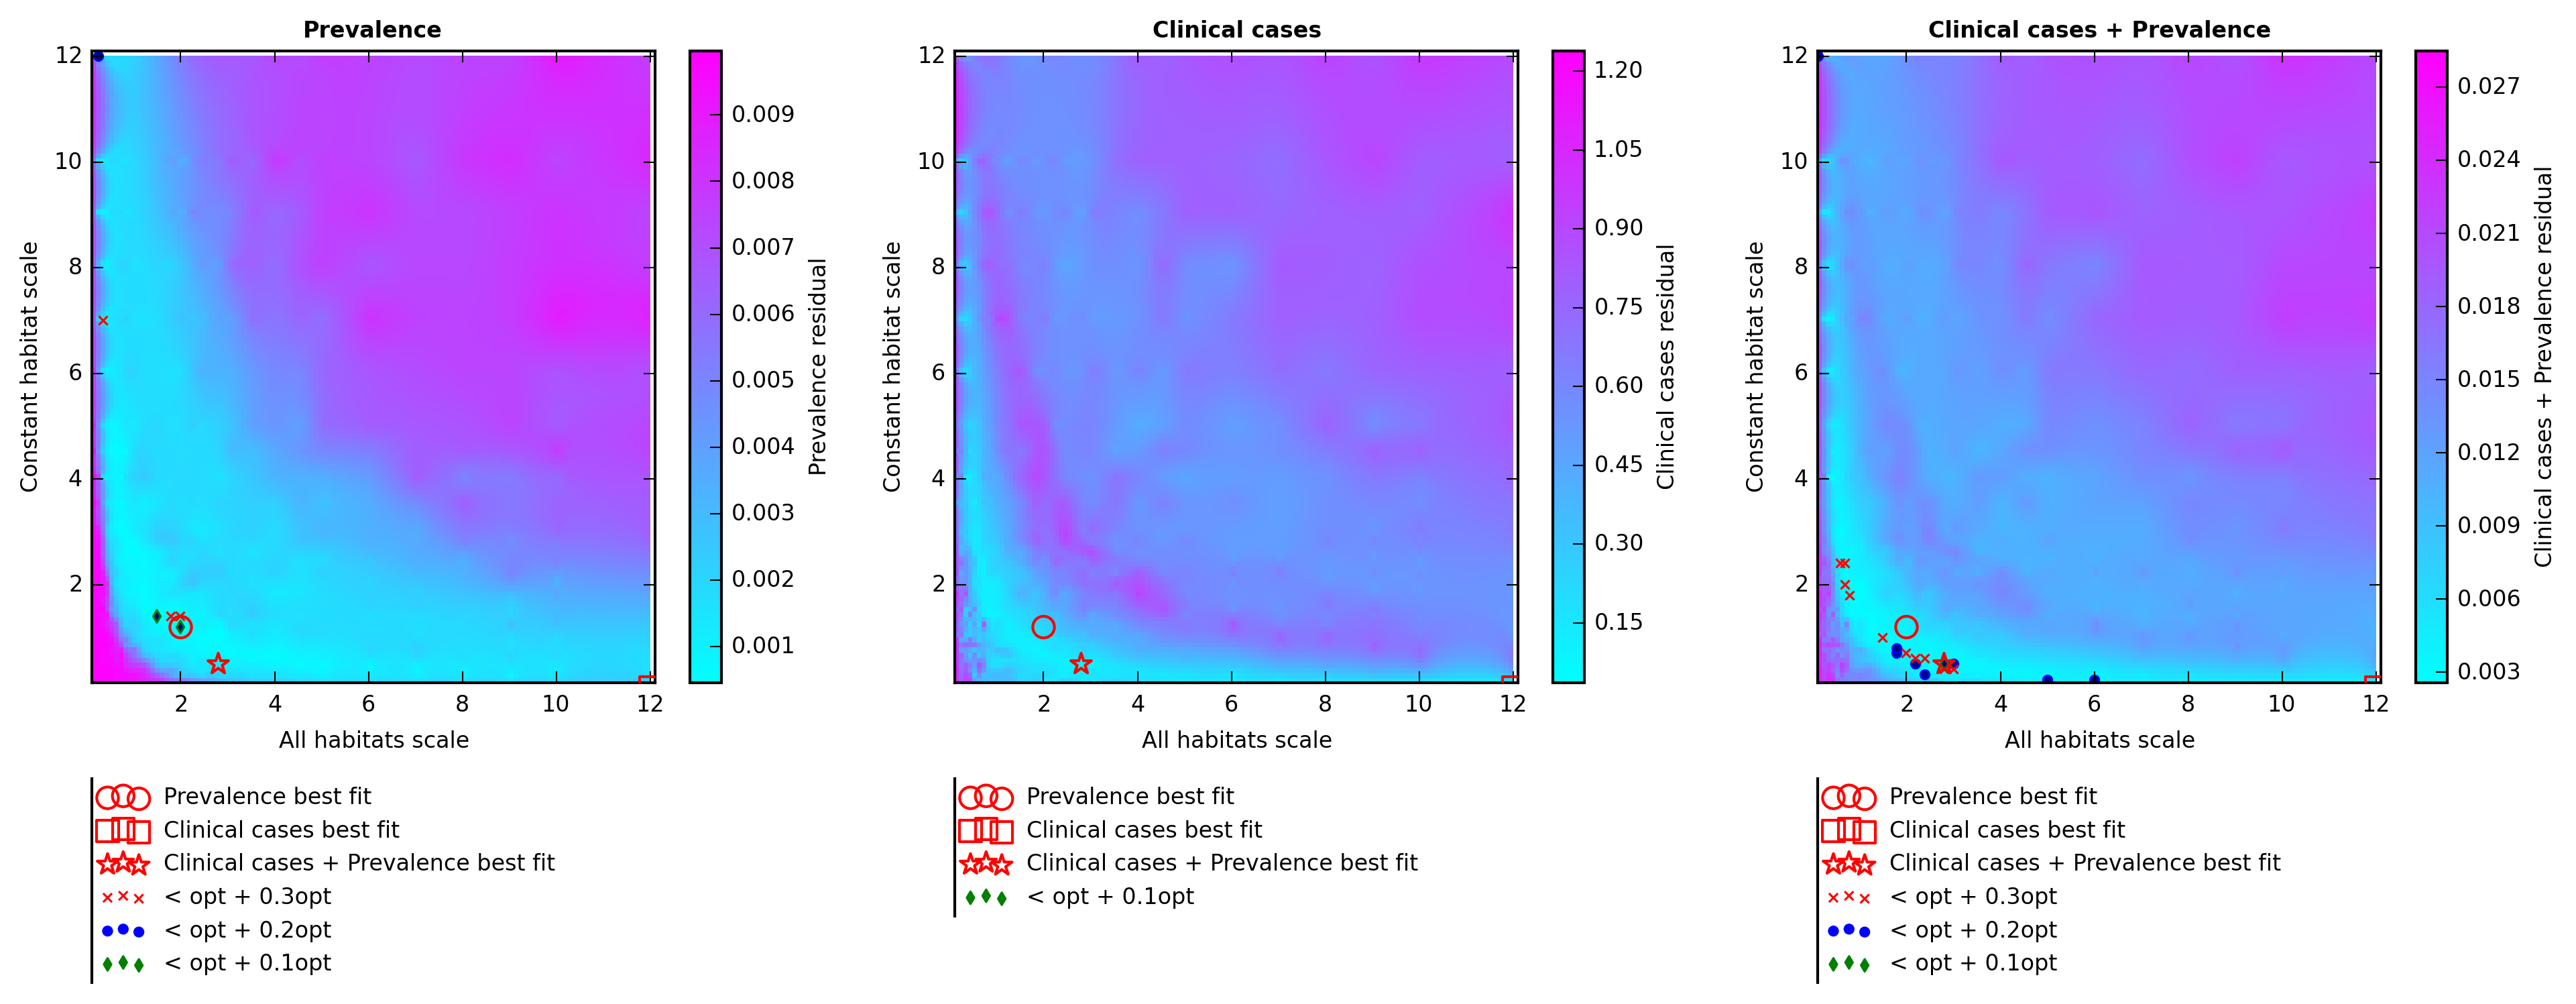 Prevalence
Clinical cases
Clinical cases + Prevalence
12
10
8
6
4
2
2
4
6
8
10
12
Constant habitat scale
All habitats scale
0.009
0.008
0.007
0.006
0.005
0.004
0.003
0.002
0.001
Prevalence residual
12
10
8
6
4
2
2
4
6
8
10
12
Constant habitat scale
All habitats scale
1.20
1.05
0.90
0.75
0.60
0.45
0.30
0.15
Clinical cases residual
12
10
8
6
4
2
2
4
6
8
10
12
Constant habitat scale
All habitats scale
0.027
0.024
0.021
0.018
0.015
0.012
0.009
0.006
0.003
Clinical cases + Prevalence residual
Prevalence best fit
Clinical cases best fit
Clinical cases + Prevalence best fit
< opt + 0.3opt
< opt + 0.2opt
< opt + 0.1opt
Prevalence best fit
Clinical cases best fit
Clinical cases + Prevalence best fit
< opt + 0.1opt
Prevalence best fit
Clinical cases best fit
Clinical cases + Prevalence best fit
< opt + 0.3opt
< opt + 0.2opt
< opt + 0.1opt